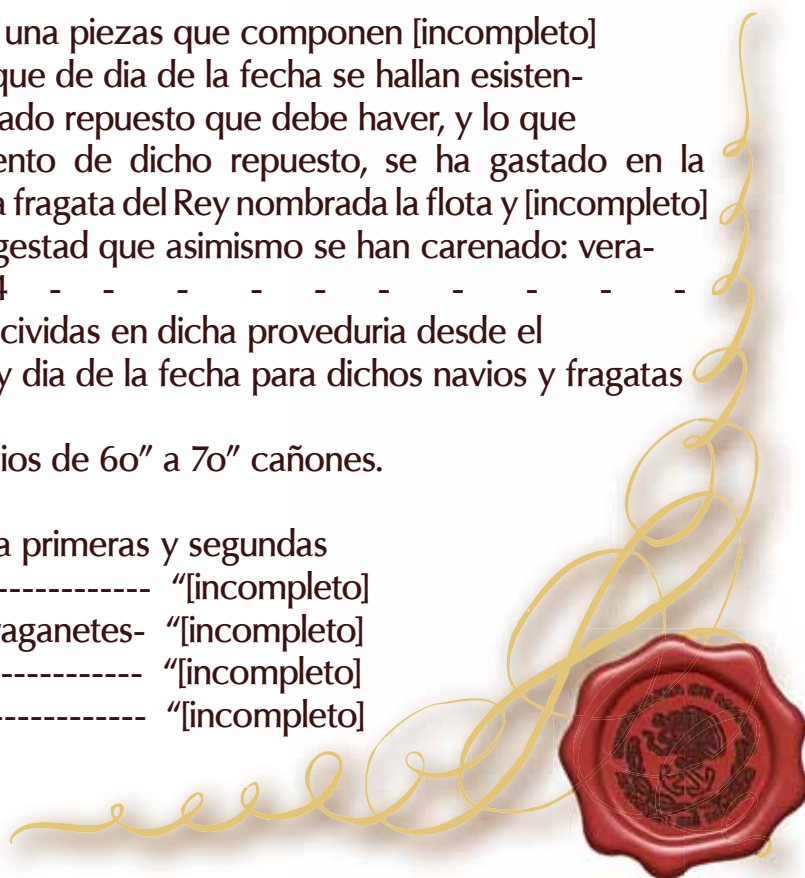 una piezas que componen [incompleto]
que de dia de la fecha se hallan esisten-
ado repuesto que debe haver, y lo que
ento de dicho repuesto, se ha gastado en la
a fragata del Rey nombrada la flota y [incompleto]
gestad que asimismo se han carenado: vera-
4 - - - - - - - - - -
cividas en dicha proveduria desde el
y dia de la fecha para dichos navios y fragatas
ios de 6o” a 7o” cañones.
a primeras y segundas
------------ “[incompleto]
raganetes- “[incompleto]
----------- “[incompleto]
------------ “[incompleto]